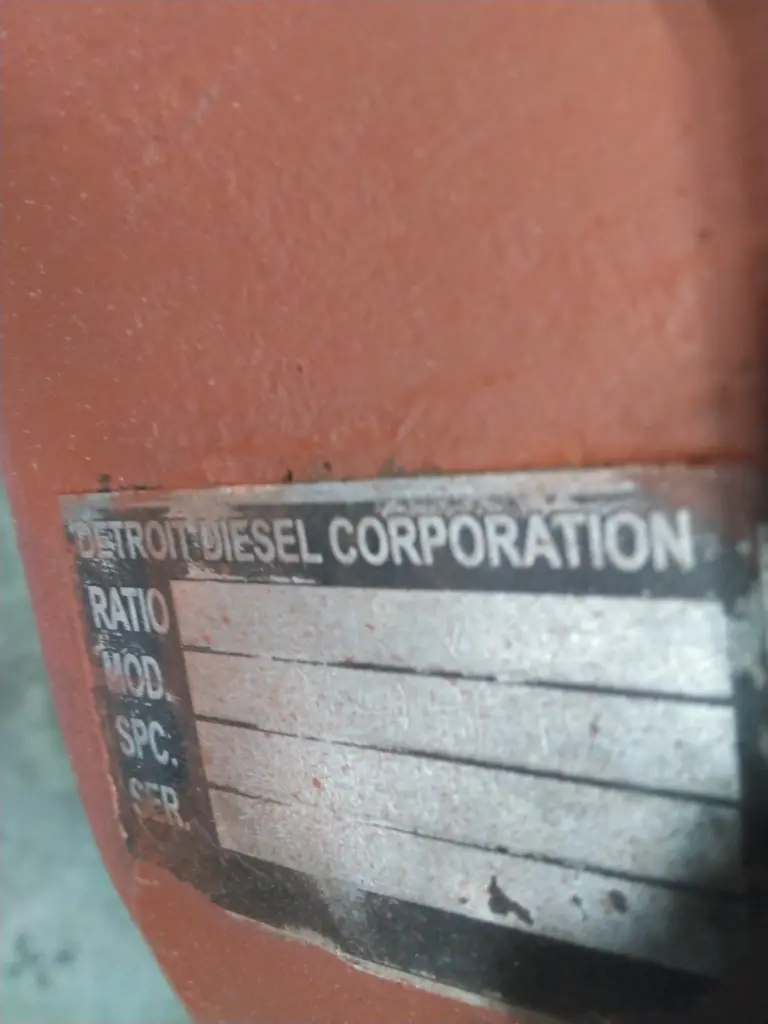 DETROIT DIESEL CORPORATION
RATIO
MOD.
SPC.
SER.